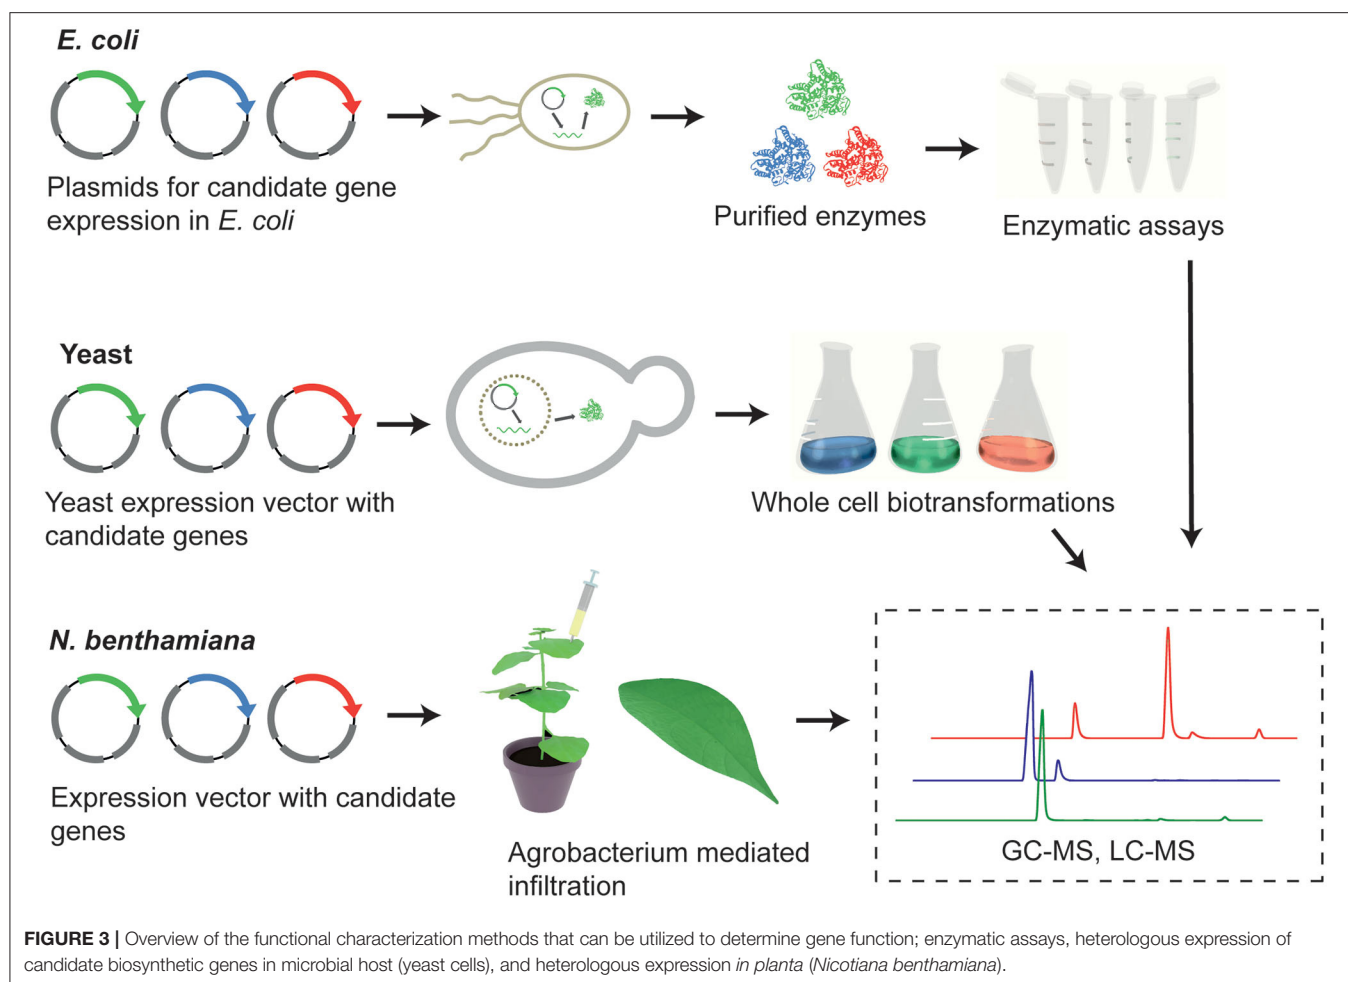 E. coli
Plasmids for candidate gene
expression in E. coli
Purified enzymes
Enzymatic assays
Yeast
Yeast expression vector with
candidate genes
Whole cell biotransformations
N. benthamiana
Expression vector with candidate
genes
Agrobacterium mediated
infiltration
GC-MS, LC-MS
FIGURE 3 | Overview of the functional characterization methods that can be utilized to determine gene function; enzymatic assays, heterologous expression of
candidate biosynthetic genes in microbial host (yeast cells), and heterologous expression in planta (Nicotiana benthamiana).